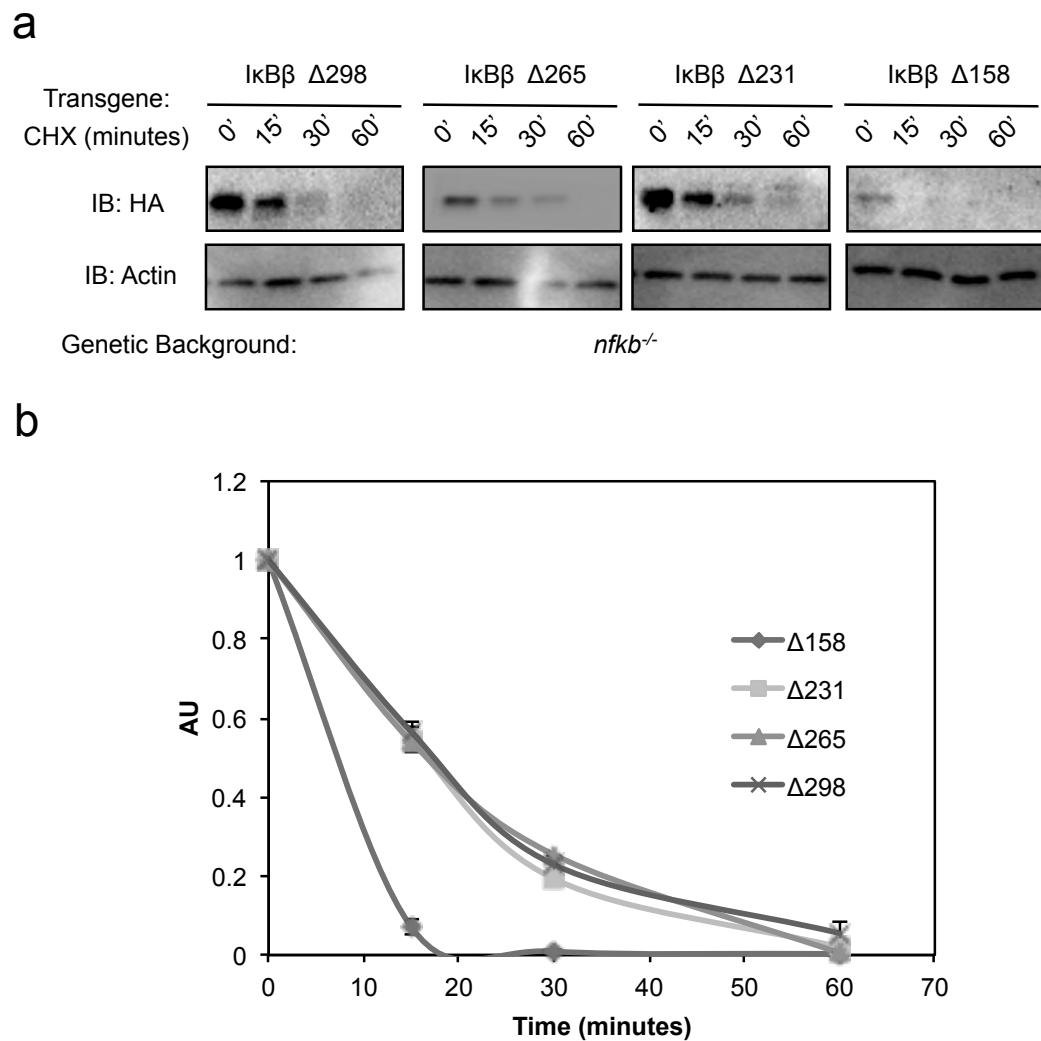 a
IκBβ Δ298 IκBβ Δ265 IκBβ Δ231 IκBβ Δ158
Transgene:
CHX (minutes) 0’ 15’ 30’ 60’ 0’ 15’ 30’ 60’ 0’ 15’ 30’ 60’ 0’ 15’ 30’ 60’
IB: HA
IB: Actin
Genetic Background: nfkb-/-
b
1.2
1
0.8
0.6
0.4
0.2
0
AU
Δ158
Δ231
Δ265
Δ298
0 10 20 30 40 50 60 70
Time (minutes)